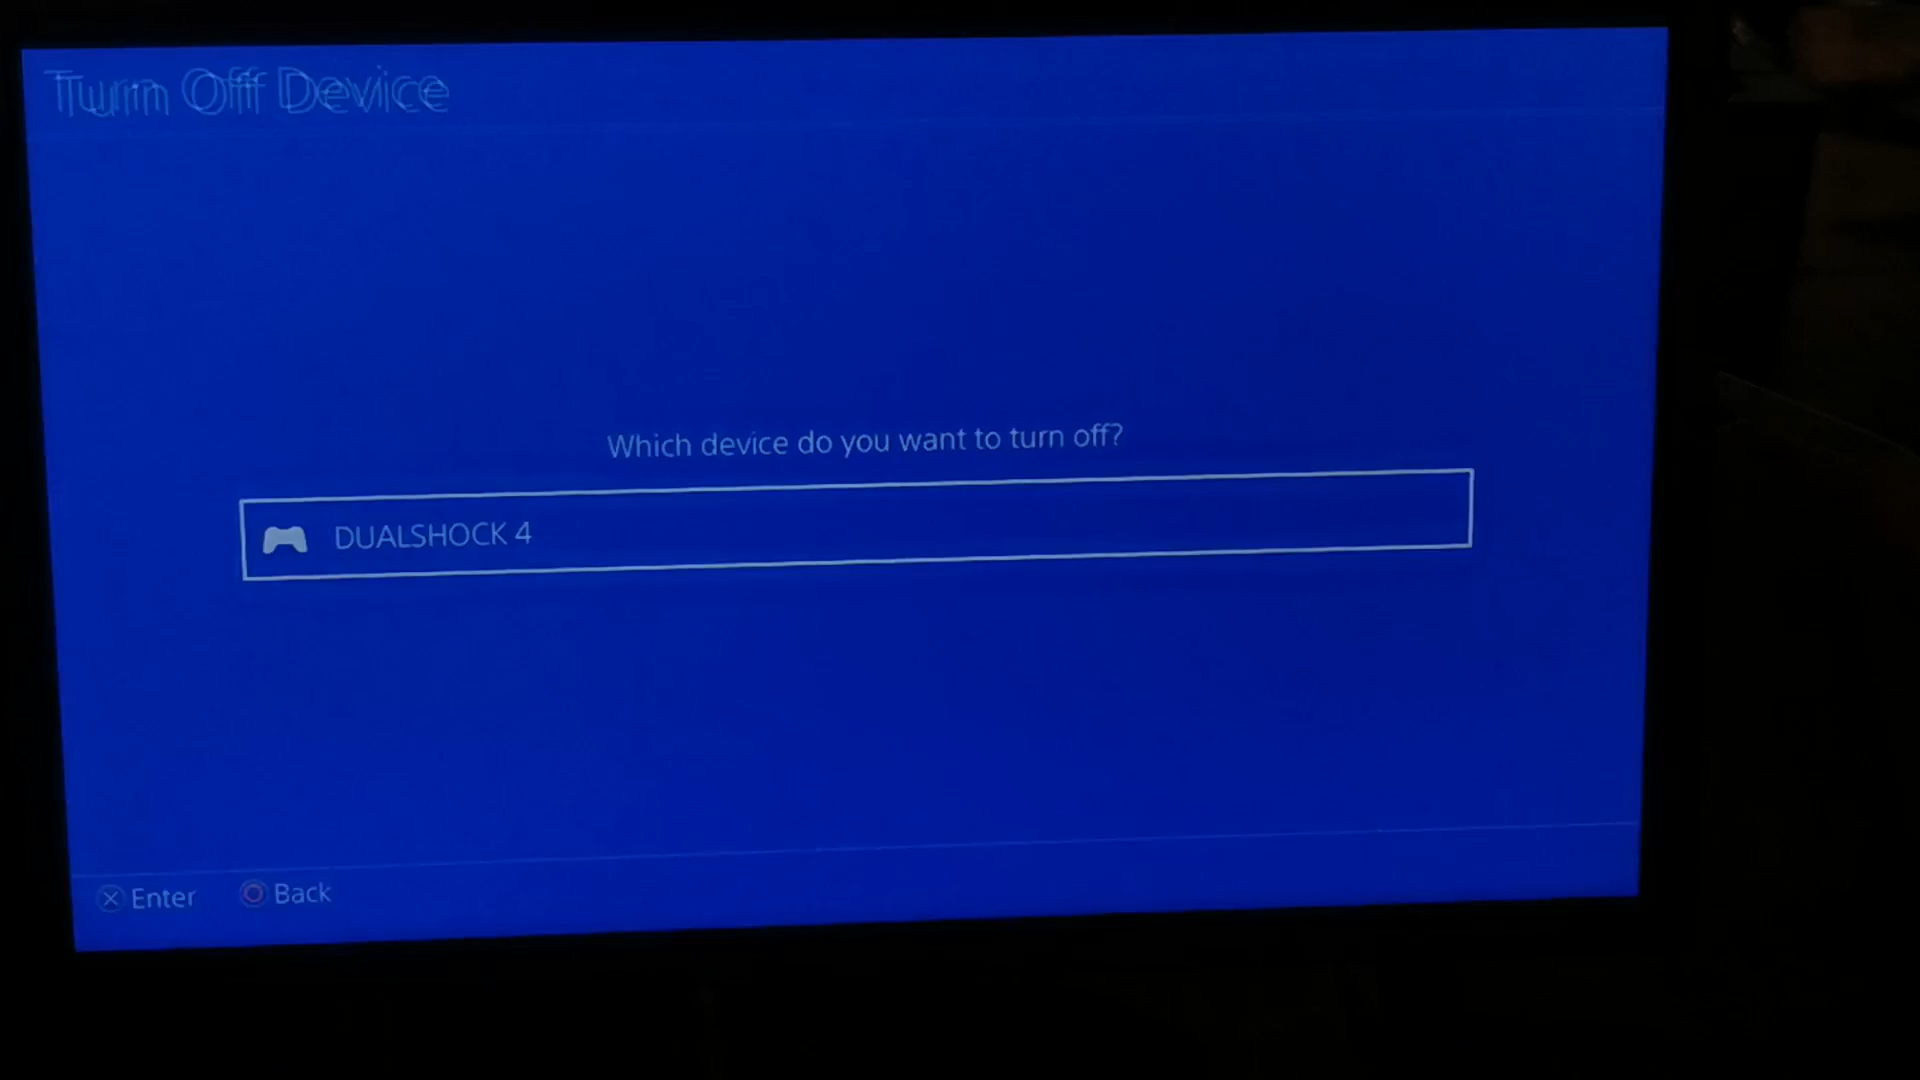 Turn Off Device
Which device do you want to turn off?
DUALSHOCK 4
Enter Back